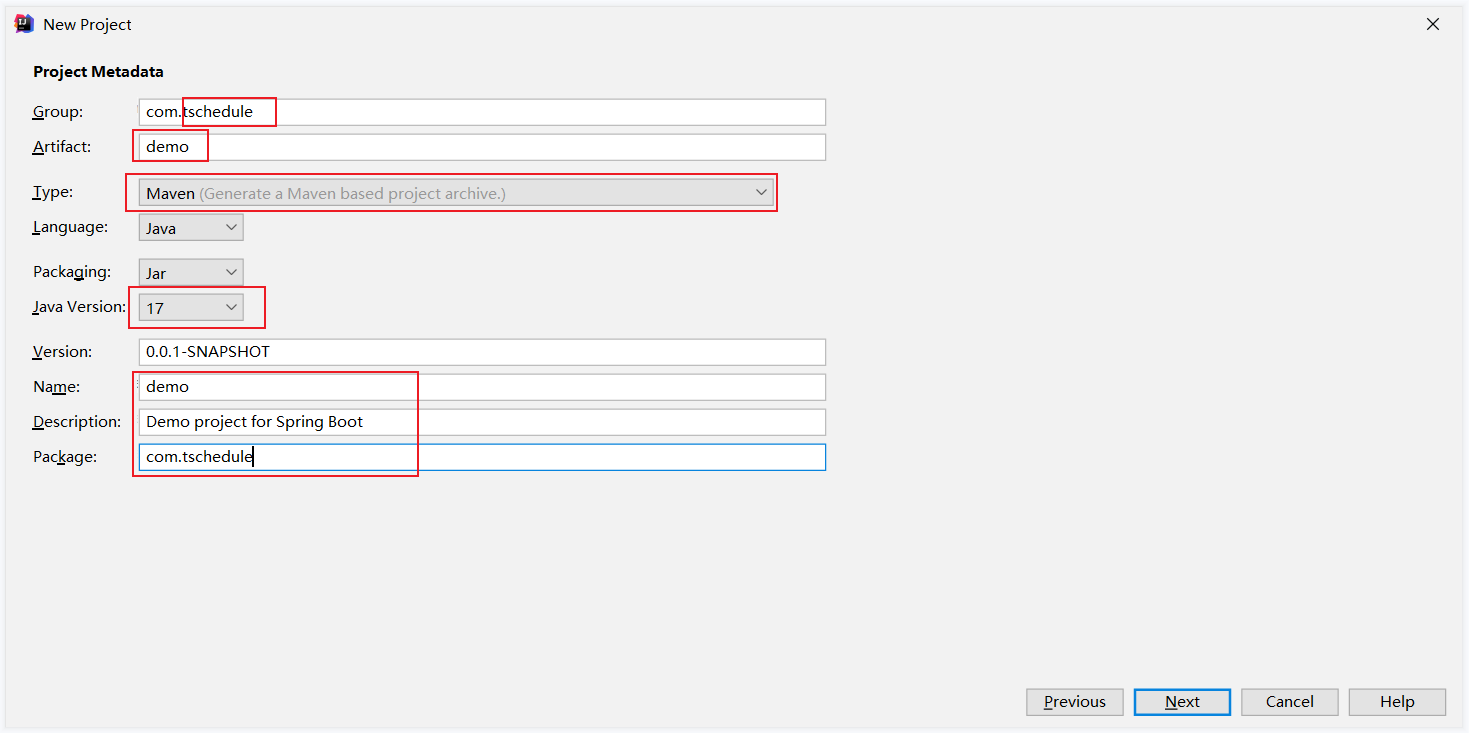 New Project
Project Metadata
Group: com.tschedule
Artifact: demo
Type: Maven (Generate a Maven based project archive.)
Language: Java
Packaging: Jar
Java Version: 17
Version: 0.0.1-SNAPSHOT
Name: demo
Description: Demo project for Spring Boot
Package: com.tschedule
Previous Next Cancel Help